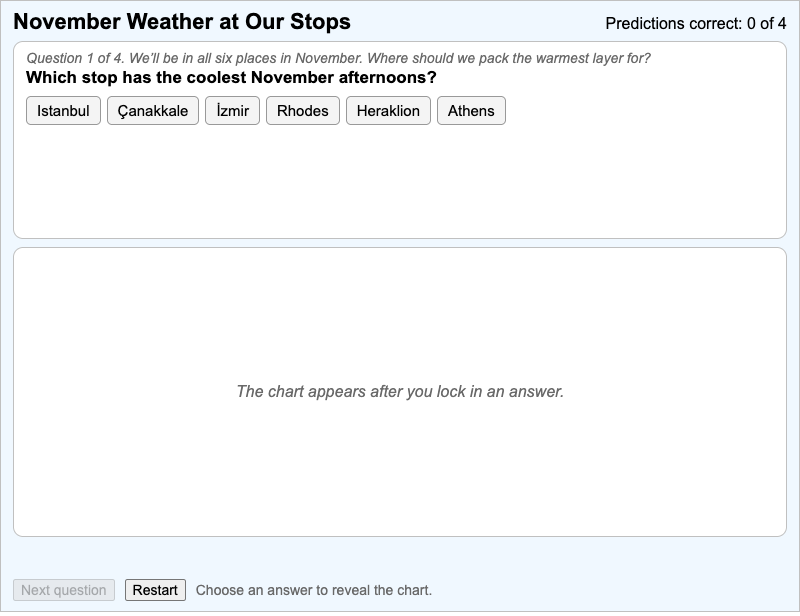 November Weather at Our Stops
Predictions correct: 0 of 4
Question 1 of 4. We’ll be in all six places in November. Where should we pack the warmest layer for?
Which stop has the coolest November afternoons?
Istanbul Çanakkale İzmir Rhodes Heraklion Athens
The chart appears after you lock in an answer.
Next question Restart Choose an answer to reveal the chart.